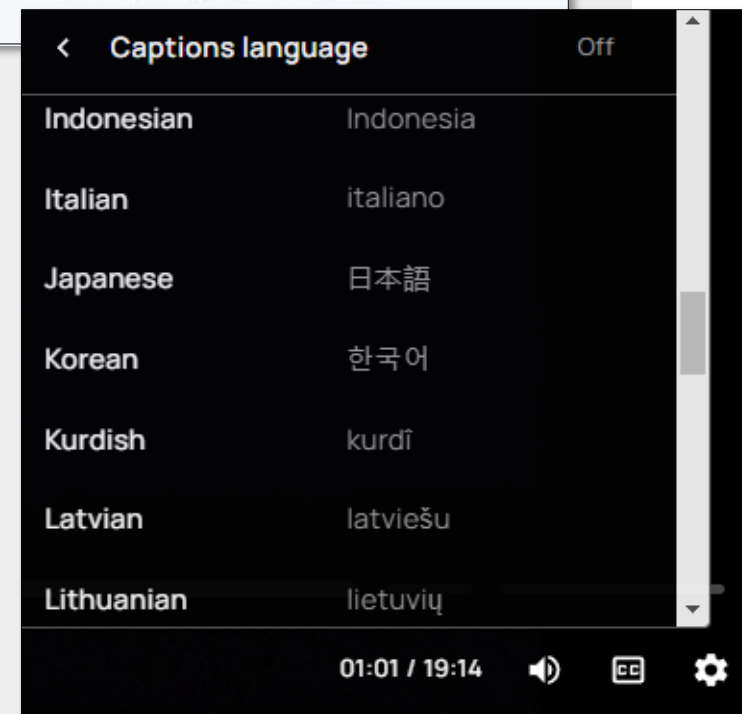 Captions language Off
Indonesian Indonesia
Italian italiano
Japanese 日本語
Korean 한국어
Kurdish kurdî
Latvian latviešu
Lithuanian lietuvių
01:01 / 19:14 CC